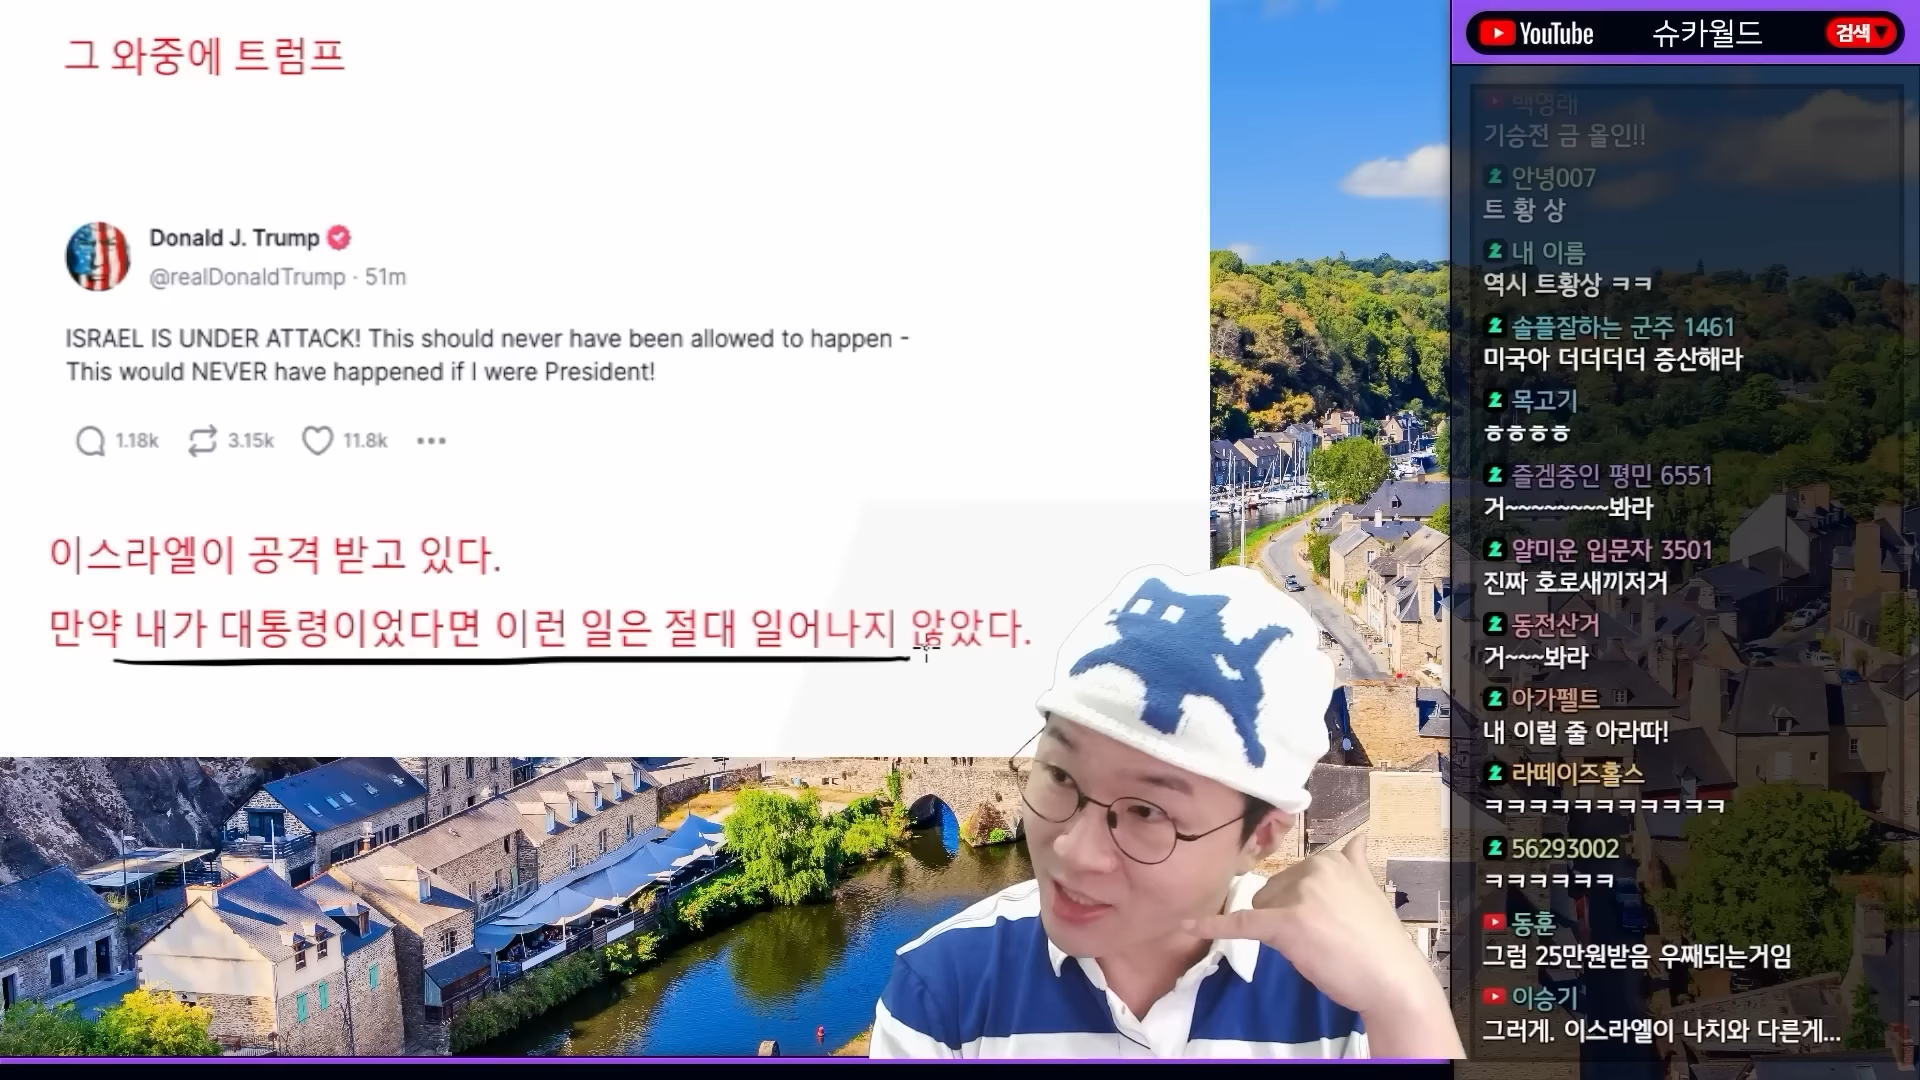 그 와중에 트럼프
Donald J. Trump
@realDonaldTrump · 51m
ISRAEL IS UNDER ATTACK! This should never have been allowed to happen -
This would NEVER have happened if I were President!
1.18k 3.15k 11.8k
이스라엘이 공격 받고 있다.
만약 내가 대통령이었다면 이런 일은 절대 일어나지 않았다.
YouTube 슈카월드 검색
백영래
기승전 금 올인!!
안녕007
트 황 상
내 이름
역시 트황상 ㅋㅋ
솔플잘하는 군주 1461
미국아 더더더더 증산해라
목고기
ㅎㅎㅎㅎ
즐겜중인 평민 6551
거~~~~~~~~봐라
얄미운 입문자 3501
진짜 호로새끼저거
동전산거
거~~~봐라
아가펠트
내 이럴 줄 아라따!
라떼이즈홀스
ㅋㅋㅋㅋㅋㅋㅋㅋㅋㅋㅋ
56293002
ㅋㅋㅋㅋㅋㅋ
동훈
그럼 25만원받음 우째되는거임
이승기
그러게. 이스라엘이 나치와 다른게...